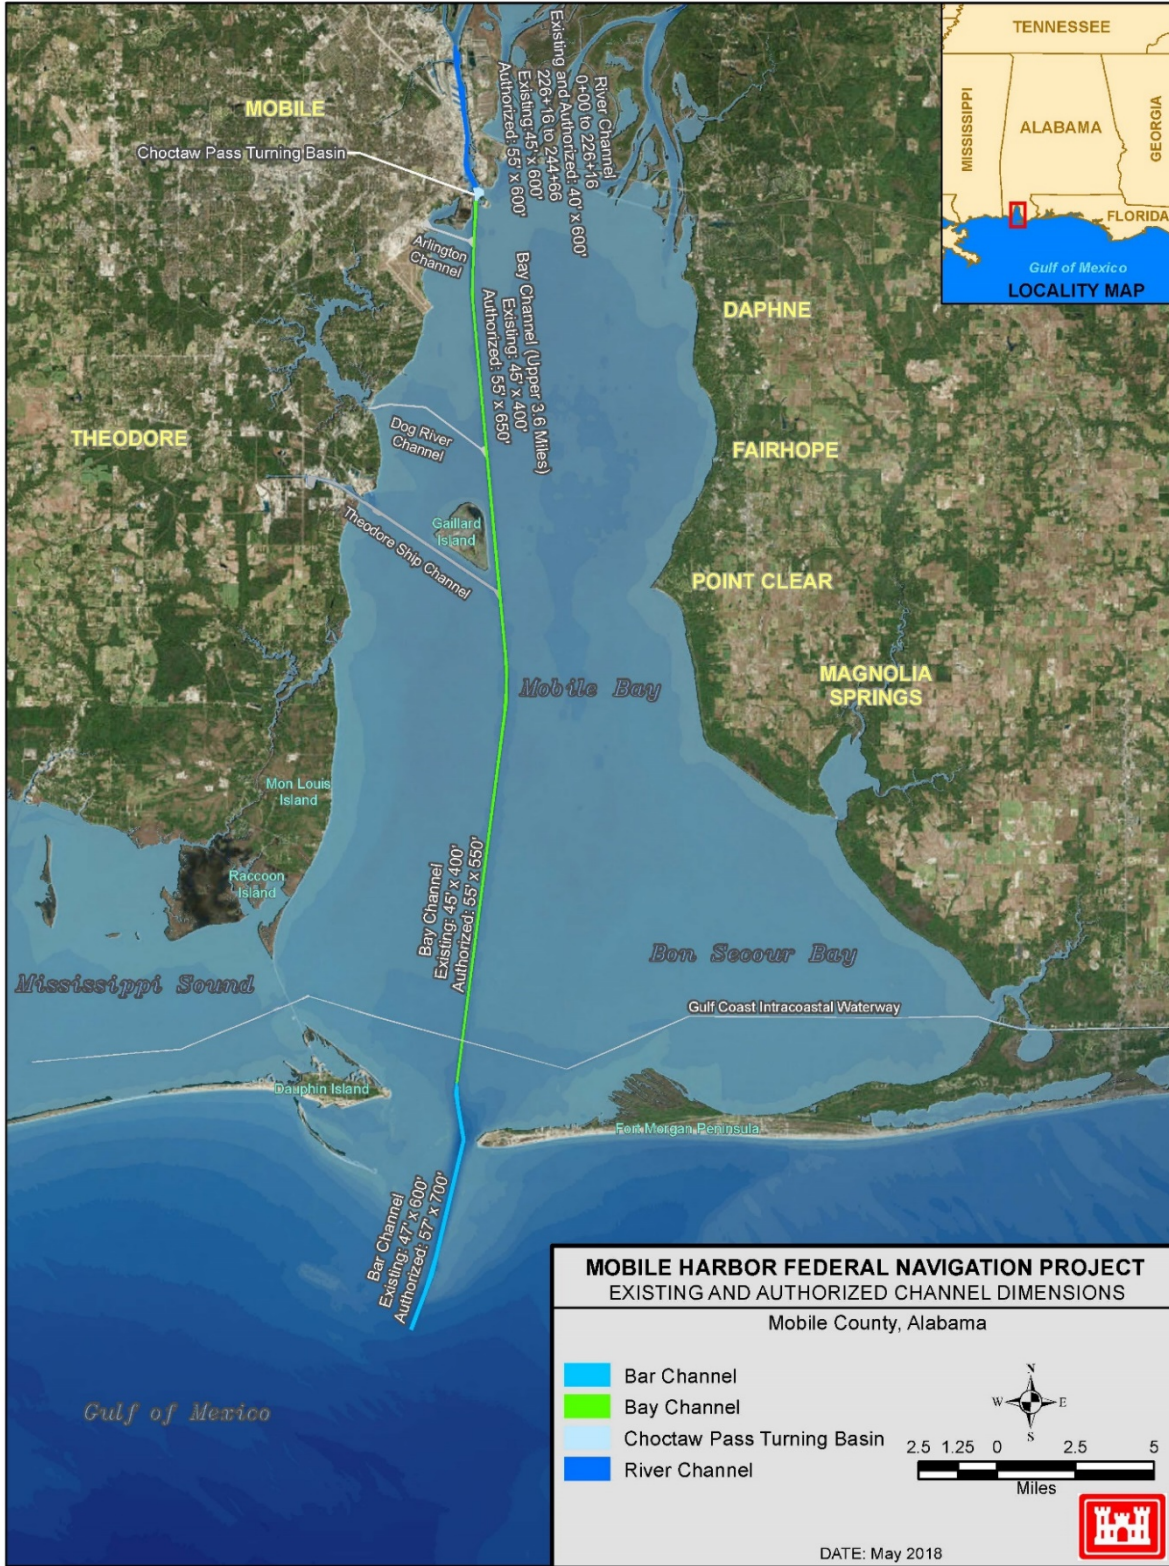 TENNESSEE
MISSISSIPPI
ALABAMA
GEORGIA
FLORIDA
Gulf of Mexico
LOCALITY MAP
MOBILE
Choctaw Pass Turning Basin
River Channel
0+00 to 226+16
Existing and Authorized: 40' x 600'
226+16 to 244+66
Existing:45' x 600'
Authorized: 55' x 600'
Arlington
Channel
Bay Channel (Upper 3.6 Miles)
Existing: 45' x 400'
Authorized: 55' x 650'
DAPHNE
THEODORE
Dog River
Channel
FAIRHOPE
Gaillard
Island
Theodore Ship Channel
POINT CLEAR
MAGNOLIA
SPRINGS
Mobile Bay
Mon Louis
Island
Raccoon
Island
Bay Channel
Existing: 45' x 400'
Authorized: 55' x 550'
Bon Secour Bay
Mississippi Sound
Gulf Coast Intracoastal Waterway
Dauphin Island
Fort Morgan Peninsula
Bar Channel
Existing: 47' x 600'
Authorized: 57' x 700'
Gulf of Mexico
MOBILE HARBOR FEDERAL NAVIGATION PROJECT
EXISTING AND AUTHORIZED CHANNEL DIMENSIONS
Mobile County, Alabama
Bar Channel
Bay Channel
Choctaw Pass Turning Basin
River Channel
N
W E
S
2.5 1.25 0 2.5 5
Miles
DATE: May 2018